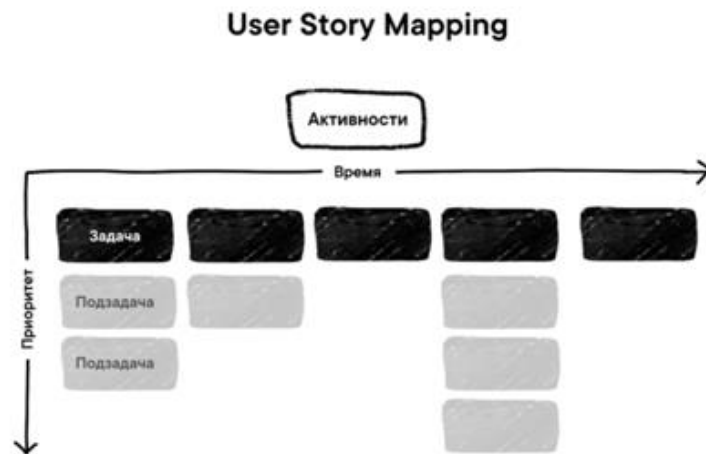 User Story Mapping
Активности
Время
Приоритет
Задача
Подзадача
Подзадача